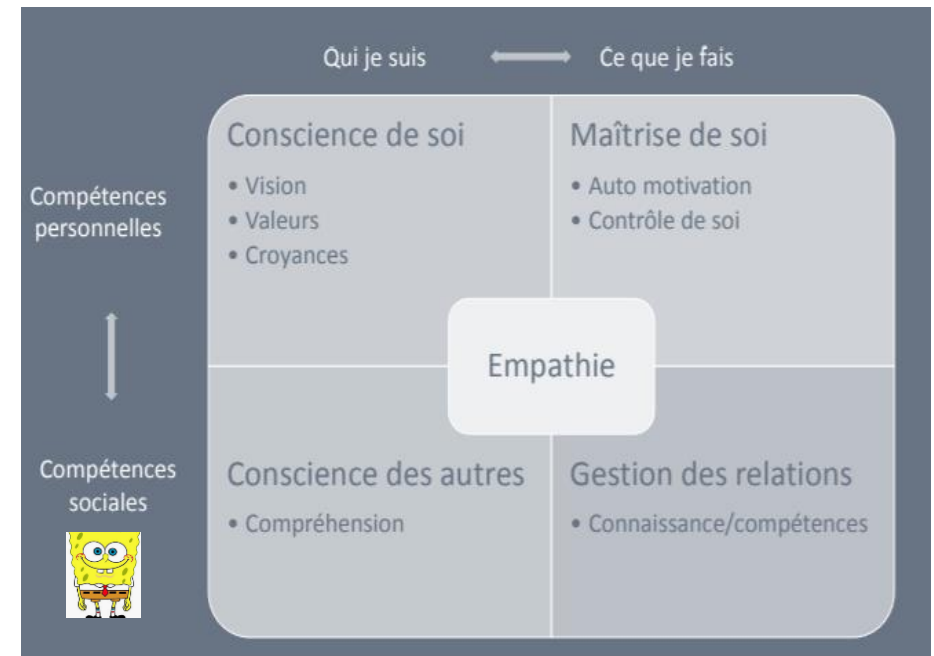 Qui je suis
Ce que je fais
Compétences
personnelles
Conscience de soi
• Vision
• Valeurs
• Croyances
Maîtrise de soi
• Auto motivation
• Contrôle de soi
Empathie
Compétences
sociales
Conscience des autres
• Compréhension
Gestion des relations
• Connaissance/compétences